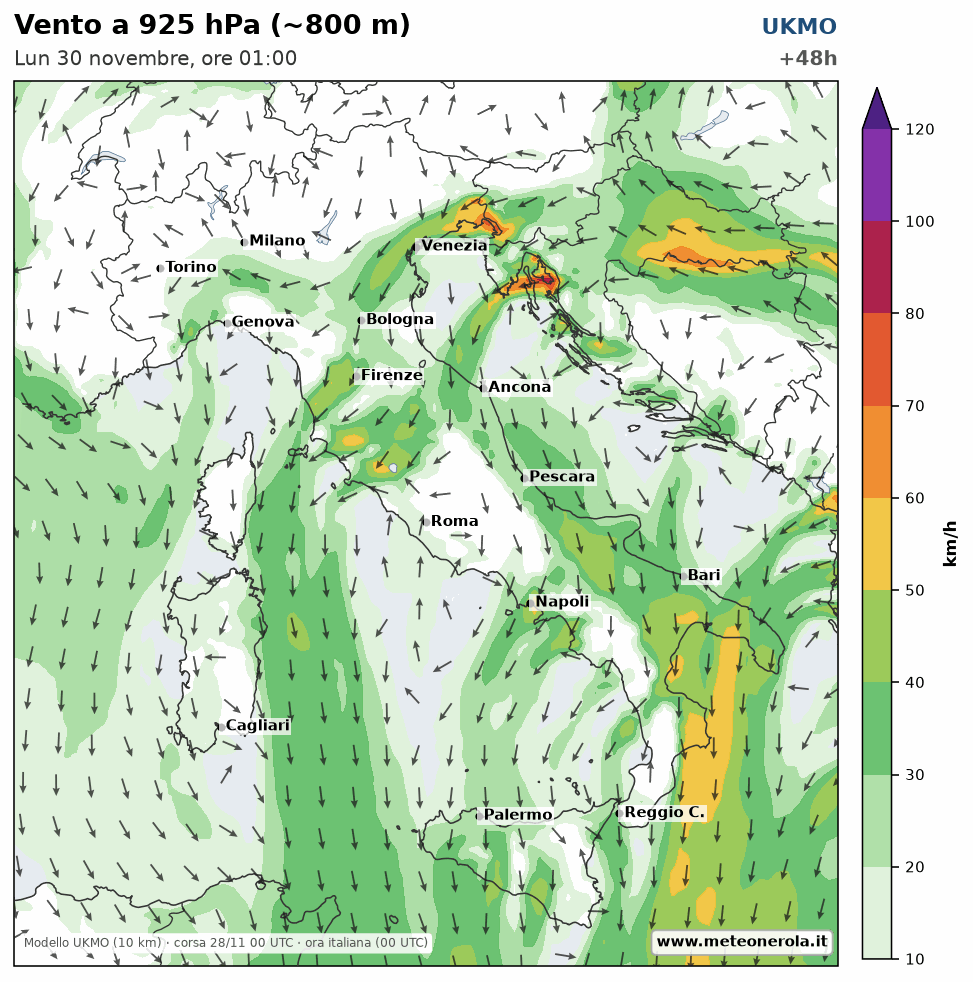 Vento a 925 hPa (~800 m)
UKMO
Lun 30 novembre, ore 01:00
+48h
Milano
Venezia
Torino
Genova
Bologna
Firenze
Ancona
Pescara
Roma
Bari
Napoli
Cagliari
Palermo
Reggio C.
120
100
80
70
60
50
40
30
20
10
km/h
Modello UKMO (10 km) · corsa 28/11 00 UTC · ora italiana (00 UTC)
www.meteonerola.it